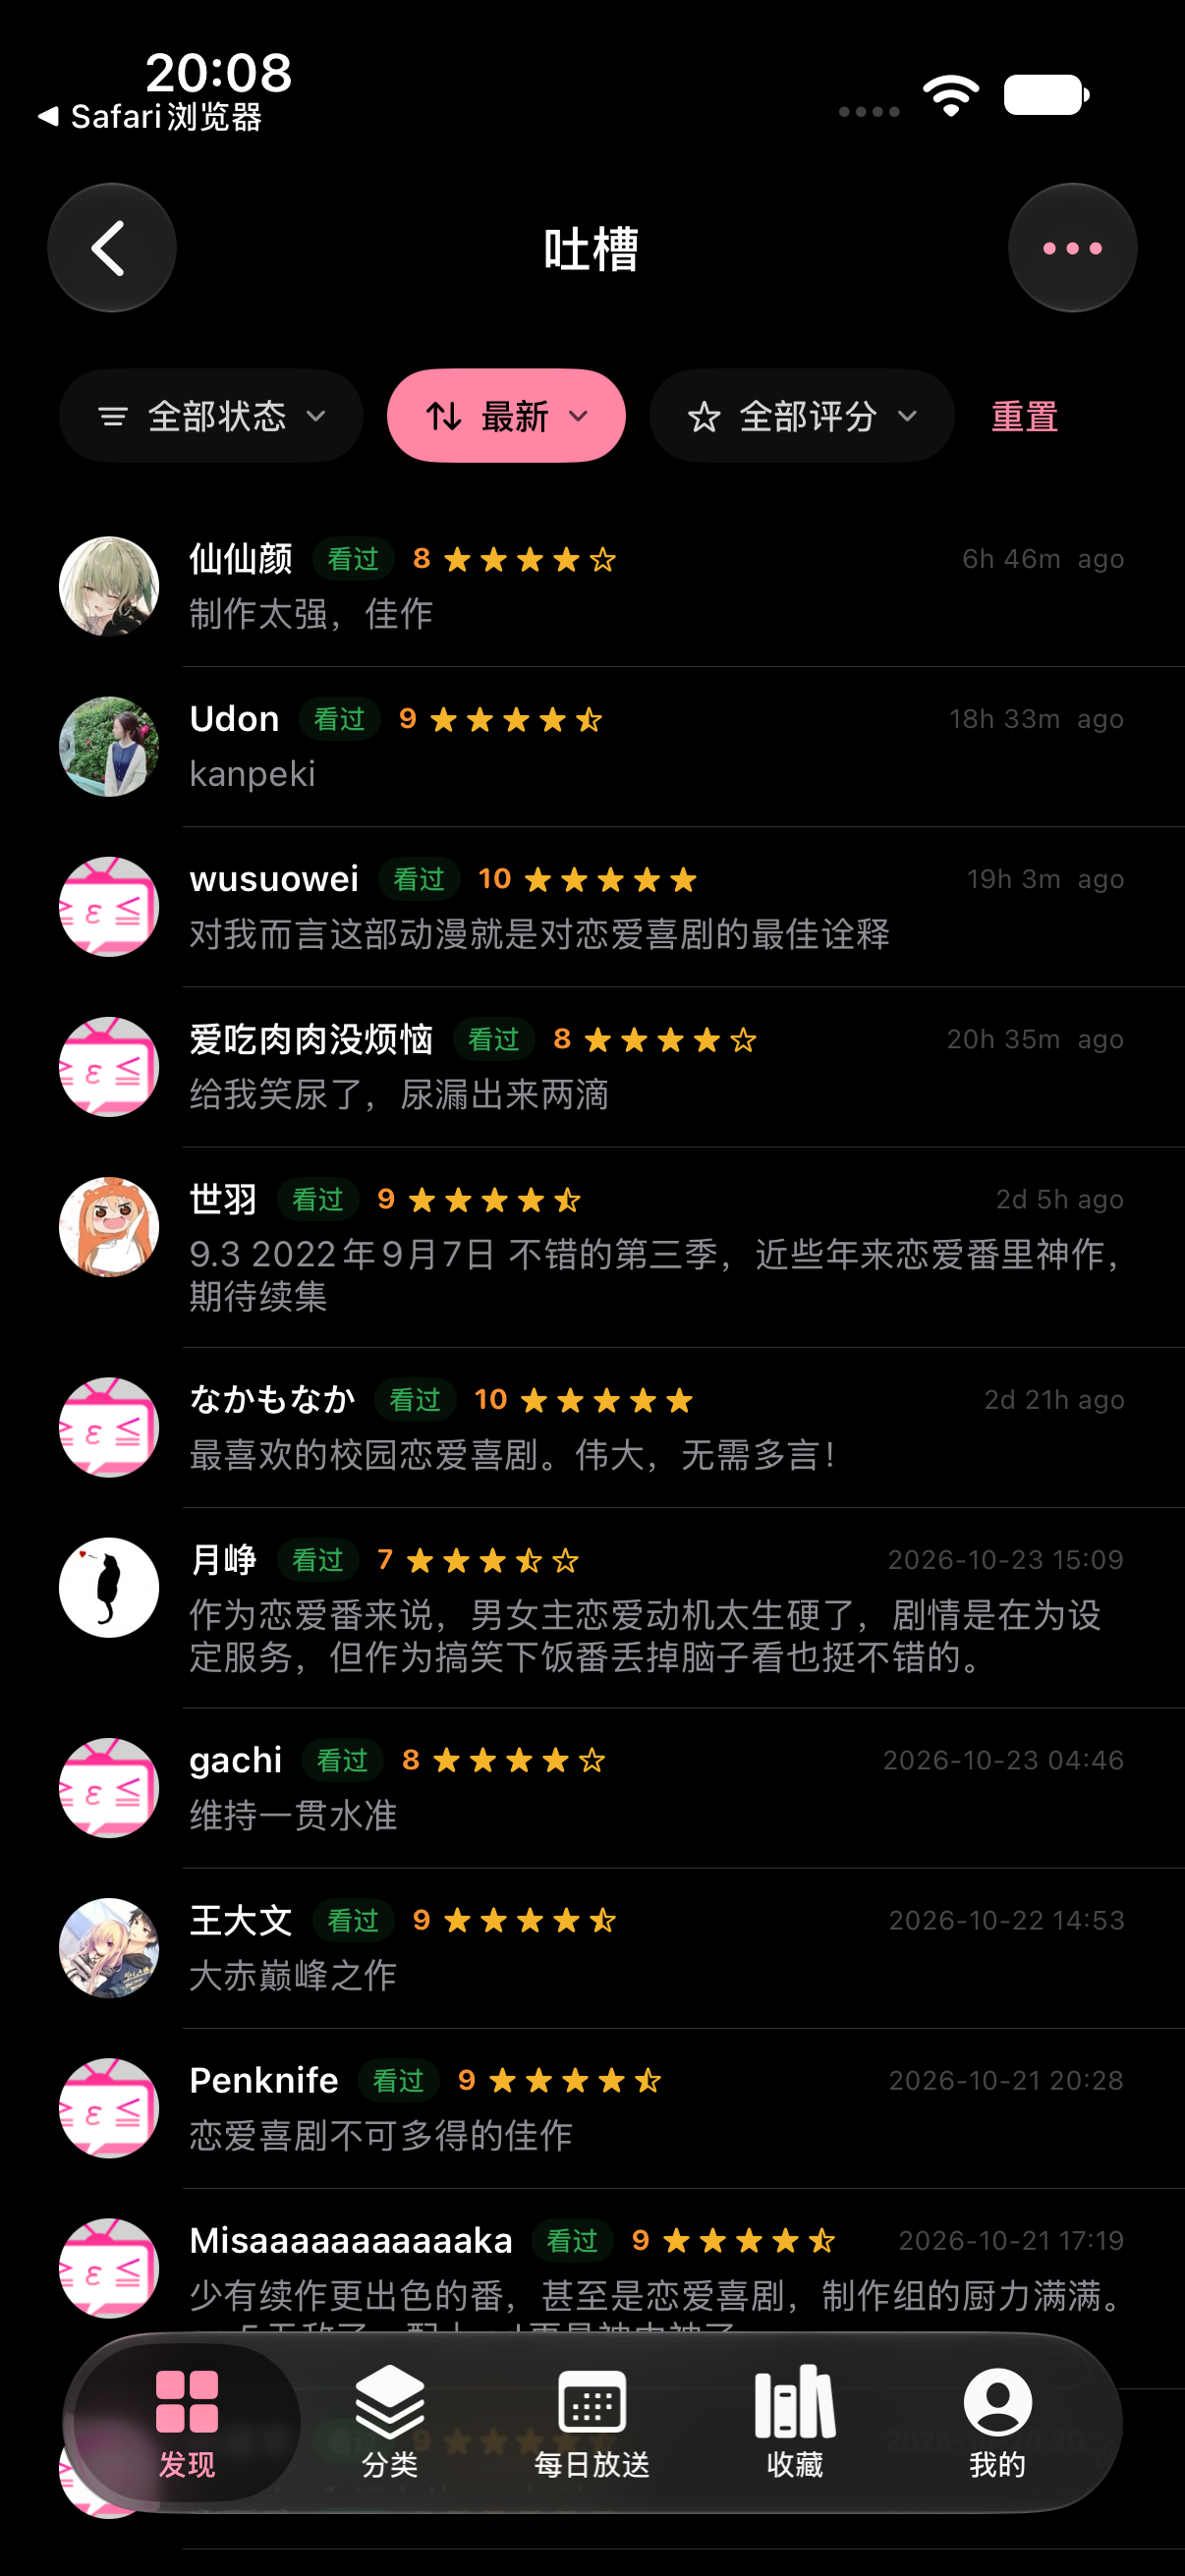 20:08
Safari浏览器
吐槽
全部状态 最新 全部评分 重置
仙仙颜 看过 8 6h 46m ago
制作太强，佳作
Udon 看过 9 18h 33m ago
kanpeki
wusuowei 看过 10 19h 3m ago
对我而言这部动漫就是对恋爱喜剧的最佳诠释
爱吃肉肉没烦恼 看过 8 20h 35m ago
给我笑尿了，尿漏出来两滴
世羽 看过 9 2d 5h ago
9.3 2022年9月7日 不错的第三季，近些年来恋爱番里神作，
期待续集
なかもなか 看过 10 2d 21h ago
最喜欢的校园恋爱喜剧。伟大，无需多言！
月峥 看过 7 2026-10-23 15:09
作为恋爱番来说，男女主恋爱动机太生硬了，剧情是在为设
定服务，但作为搞笑下饭番丢掉脑子看也挺不错的。
gachi 看过 8 2026-10-23 04:46
维持一贯水准
王大文 看过 9 2026-10-22 14:53
大赤巅峰之作
Penknife 看过 9 2026-10-21 20:28
恋爱喜剧不可多得的佳作
Misaaaaaaaaaaaaka 看过 9 2026-10-21 17:19
少有续作更出色的番，甚至是恋爱喜剧，制作组的厨力满满。
发现 分类 每日放送 收藏 我的